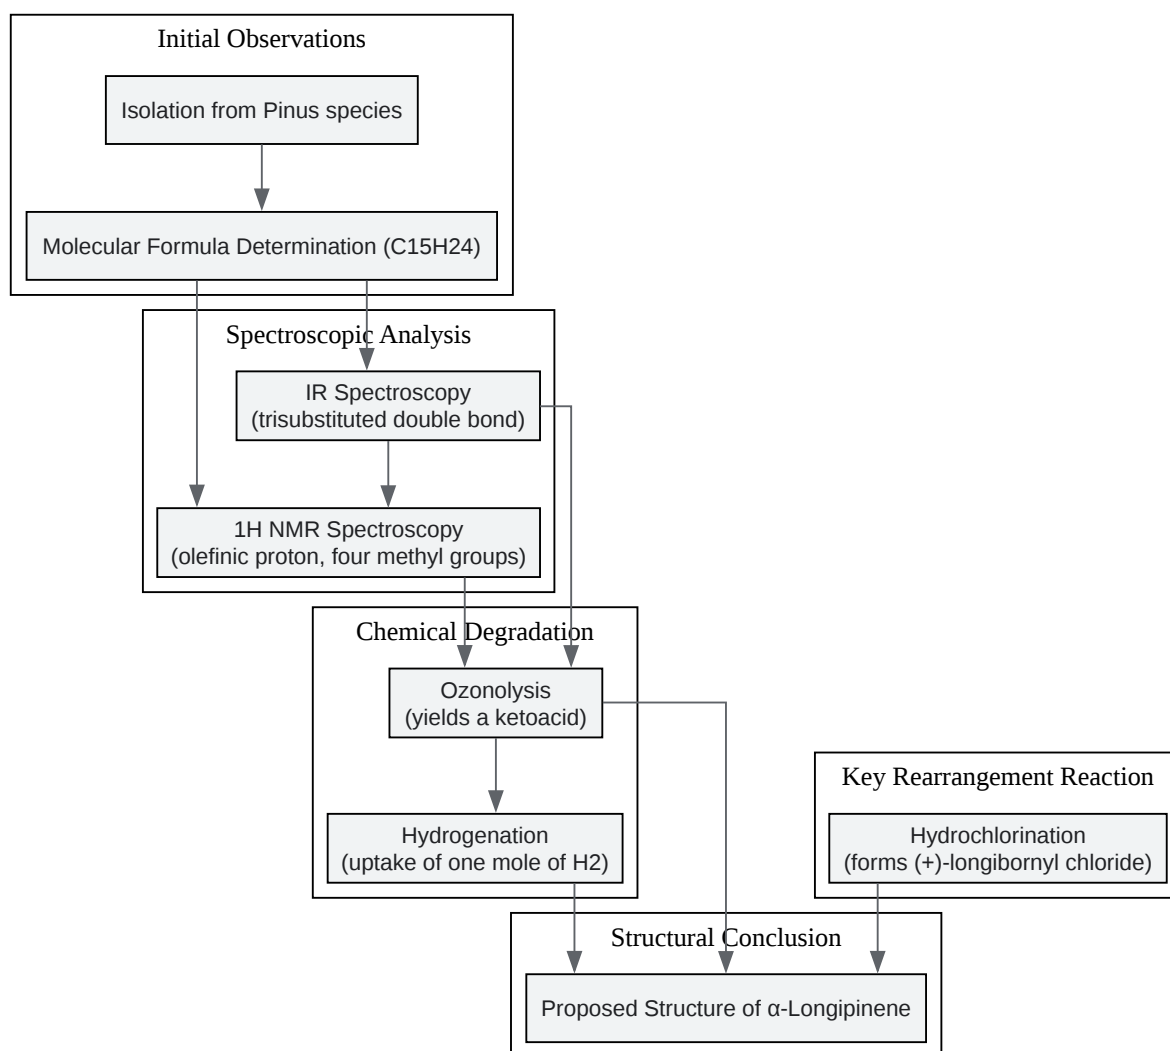 Initial Observations
Isolation from Pinus species
Molecular Formula Determination (C15H24)
Spectroscopic Analysis
IR Spectroscopy
(trisubstituted double bond)
1H NMR Spectroscopy
(olefinic proton, four methyl groups)
Chemical Degradation
Ozonolysis
(yields a ketoacid)
Hydrogenation
(uptake of one mole of H2)
Key Rearrangement Reaction
Hydrochlorination
(forms (+)-longibornyl chloride)
Structural Conclusion
Proposed Structure of α-Longipinene